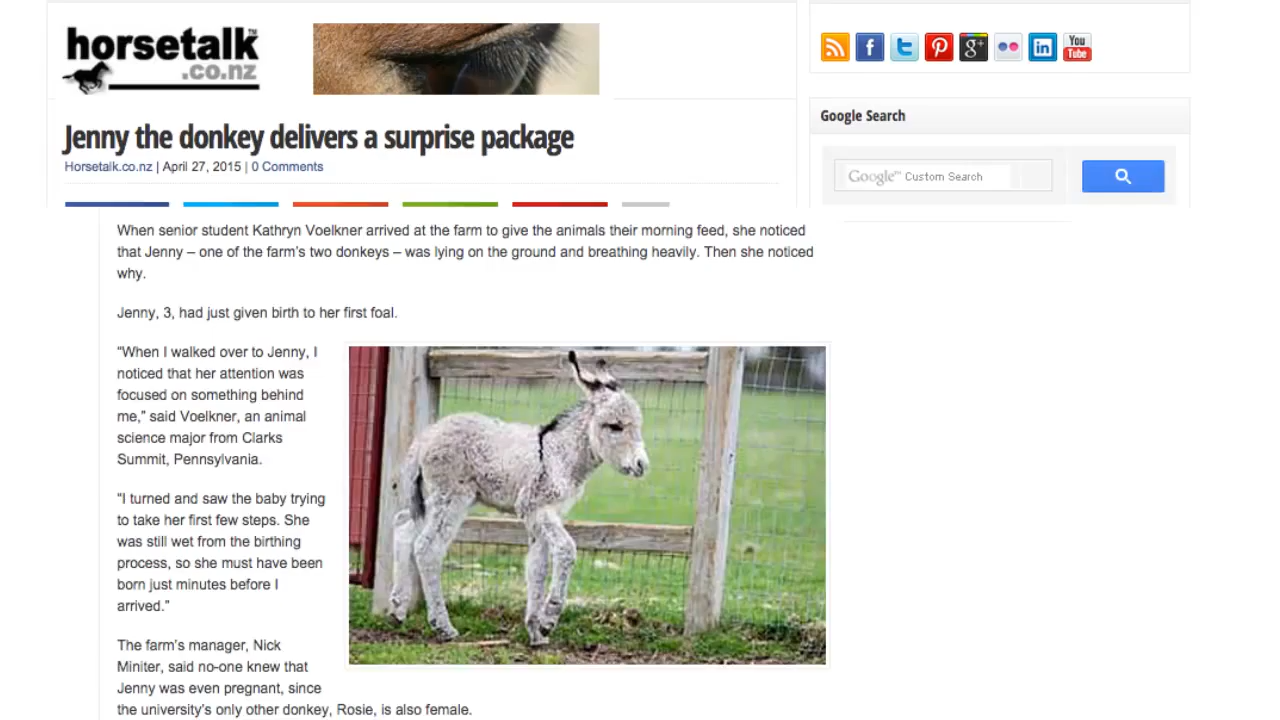 horsetalk™
.co.nz
Jenny the donkey delivers a surprise package
Horsetalk.co.nz | April 27, 2015 | 0 Comments
You
Tube
Google Search
Google™ Custom Search
When senior student Kathryn Voelkner arrived at the farm to give the animals their morning feed, she noticed
that Jenny – one of the farm’s two donkeys – was lying on the ground and breathing heavily. Then she noticed
why.
Jenny, 3, had just given birth to her first foal.
“When I walked over to Jenny, I
noticed that her attention was
focused on something behind
me,” said Voelkner, an animal
science major from Clarks
Summit, Pennsylvania.
“I turned and saw the baby trying
to take her first few steps. She
was still wet from the birthing
process, so she must have been
born just minutes before I
arrived.”
The farm’s manager, Nick
Miniter, said no-one knew that
Jenny was even pregnant, since
the university’s only other donkey, Rosie, is also female.